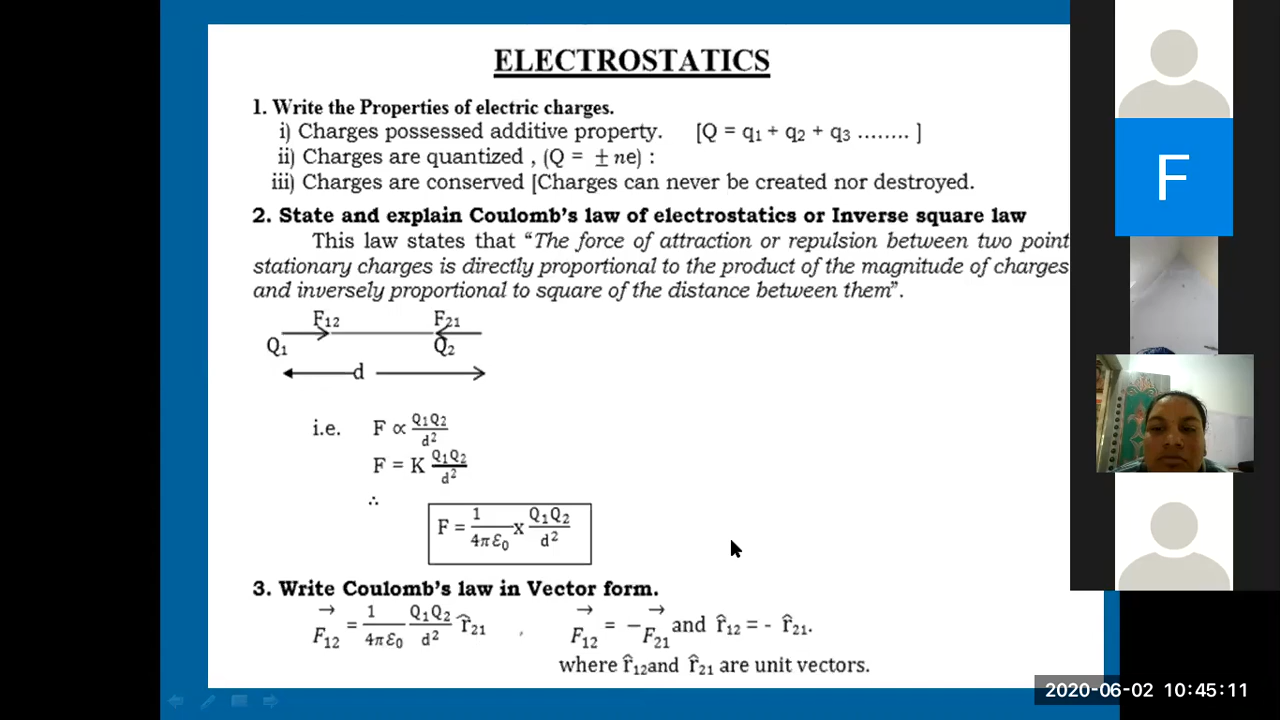 ELECTROSTATICS
1. Write the Properties of electric charges.
i) Charges possessed additive property. [Q = q₁ + q₂ + q₃ ........ ]
ii) Charges are quantized , (Q = ± ne) :
iii) Charges are conserved [Charges can never be created nor destroyed.
2. State and explain Coulomb's law of electrostatics or Inverse square law
This law states that “The force of attraction or repulsion between two point
stationary charges is directly proportional to the product of the magnitude of charges
and inversely proportional to square of the distance between them”.
F₁₂ F₂₁
Q₁ Q₂
d
i.e. F ∝ Q₁Q₂/d²
F = K Q₁Q₂/d²
∴
F = 1/4πε₀ x Q₁Q₂/d²
3. Write Coulomb's law in Vector form.
F⃗₁₂ = 1/4πε₀ Q₁Q₂/d² r̂₂₁ , F⃗₁₂ = − F⃗₂₁ and r̂₁₂ = - r̂₂₁.
where r̂₁₂and r̂₂₁ are unit vectors.
F
2020-06-02 10:45:11